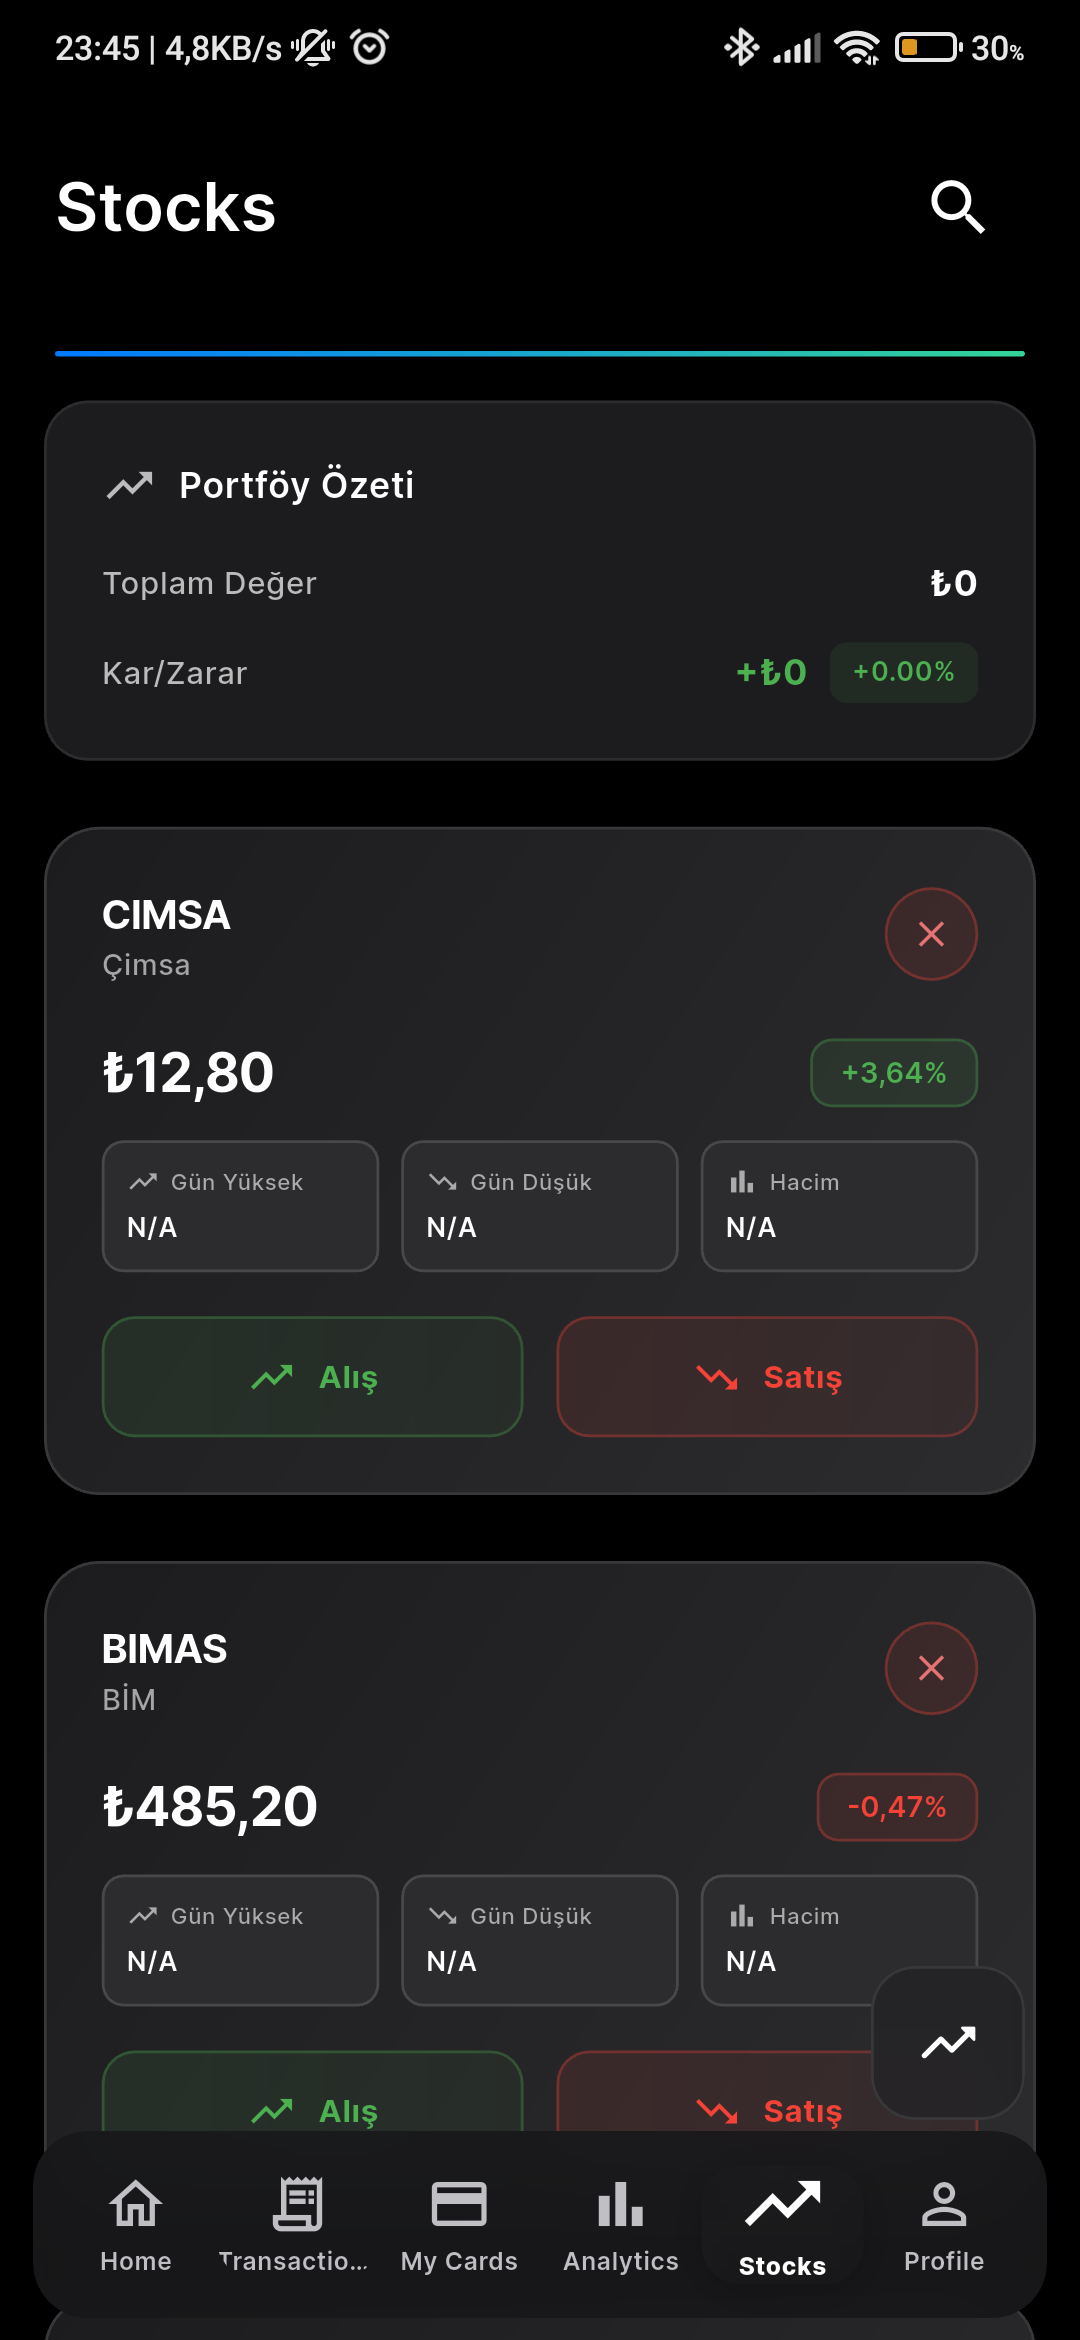 23:45 | 4,8KB/s 30%
Stocks
Portföy Özeti
Toplam Değer ₺0
Kar/Zarar +₺0 +0.00%
CIMSA
Çimsa
₺12,80 +3,64%
Gün Yüksek Gün Düşük Hacim
N/A N/A N/A
Alış Satış
BIMAS
BİM
₺485,20 -0,47%
Gün Yüksek Gün Düşük Hacim
N/A N/A N/A
Alış Satış
Home Transactio... My Cards Analytics Stocks Profile